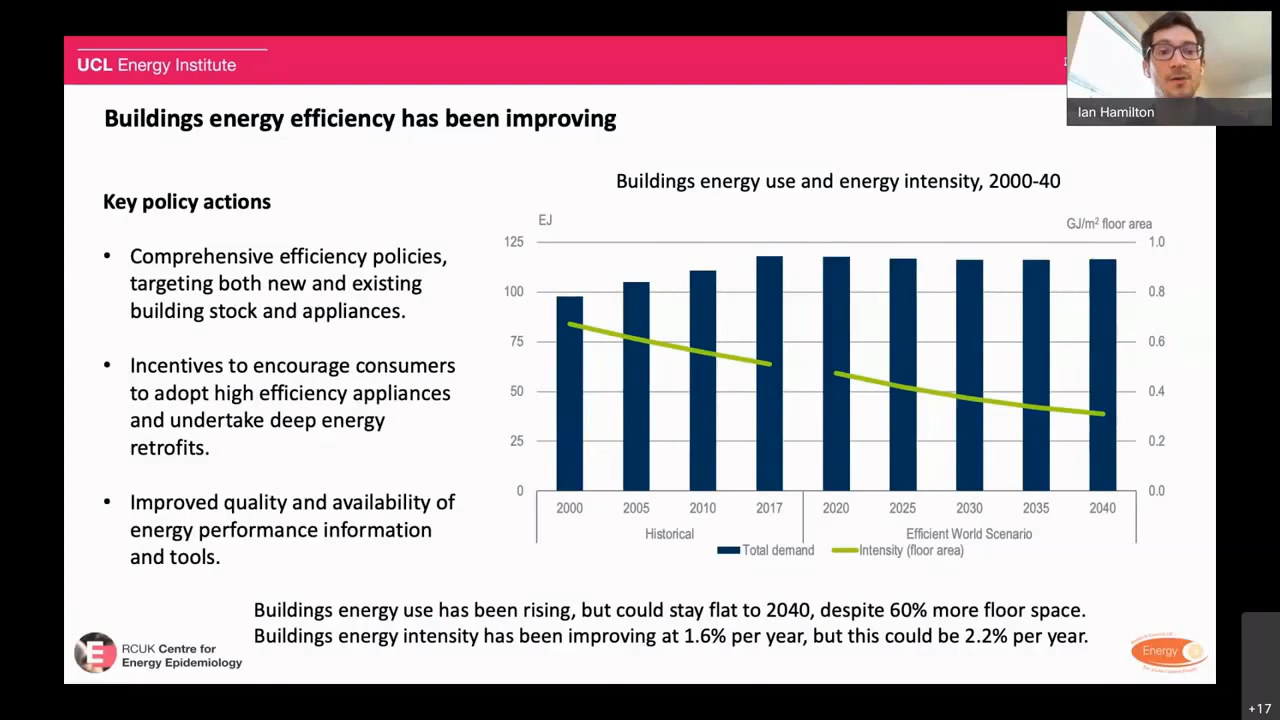 UCL Energy Institute
Ian Hamilton
Buildings energy efficiency has been improving
Key policy actions
• Comprehensive efficiency policies,
targeting both new and existing
building stock and appliances.
• Incentives to encourage consumers
to adopt high efficiency appliances
and undertake deep energy
retrofits.
• Improved quality and availability of
energy performance information
and tools.
Buildings energy use and energy intensity, 2000-40
EJ
GJ/m² floor area
125
100
75
50
25
0
1.0
0.8
0.6
0.4
0.2
0.0
2000 2005 2010 2017 2020 2025 2030 2035 2040
Historical Efficient World Scenario
Total demand Intensity (floor area)
Buildings energy use has been rising, but could stay flat to 2040, despite 60% more floor space.
Buildings energy intensity has been improving at 1.6% per year, but this could be 2.2% per year.
E
RCUK Centre for
Energy Epidemiology
Energy
+17